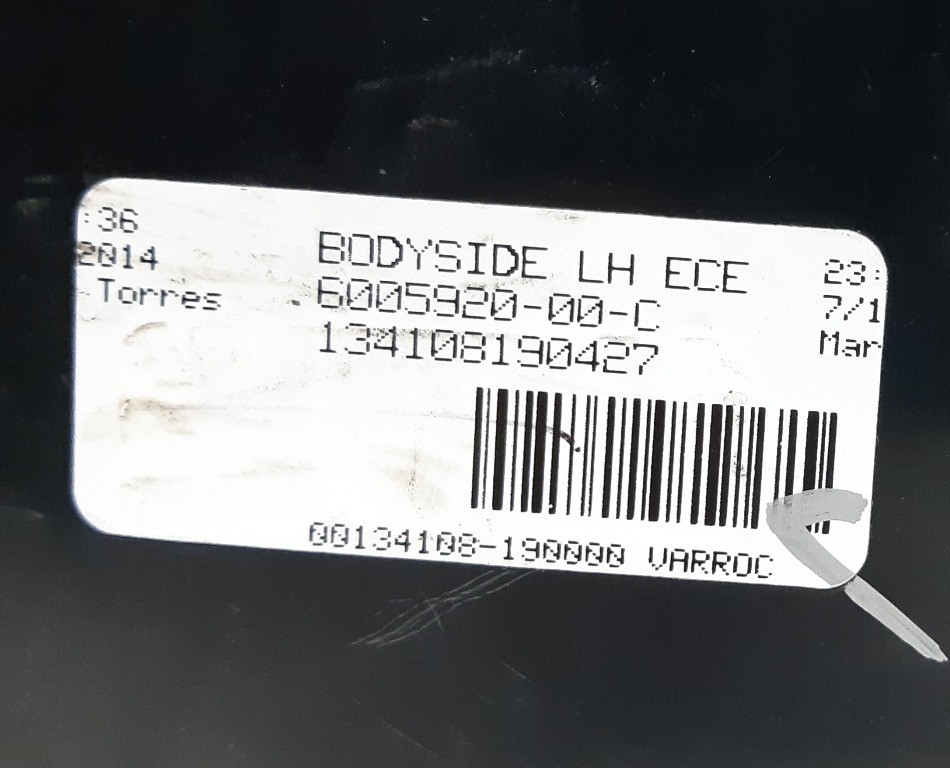 :36
2014
Torres
BODYSIDE LH ECE
6005920-00-C
134108190427
23:
7/1
Mar
00134108-190000 VARROC